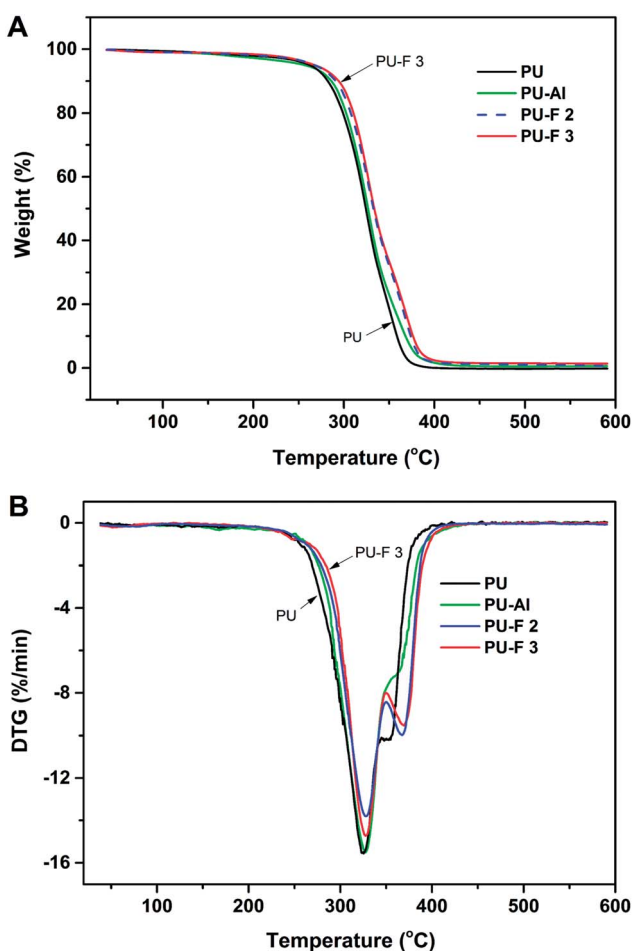 A
100
80
60
40
20
0
Weight (%)
PU-F 3
PU
PU
PU-AI
PU-F 2
PU-F 3
100
200
300
400
500
600
Temperature (°C)
B
0
-4
-8
-12
-16
DTG (%/min)
PU-F 3
PU
PU
PU-AI
PU-F 2
PU-F 3
100
200
300
400
500
600
Temperature (°C)